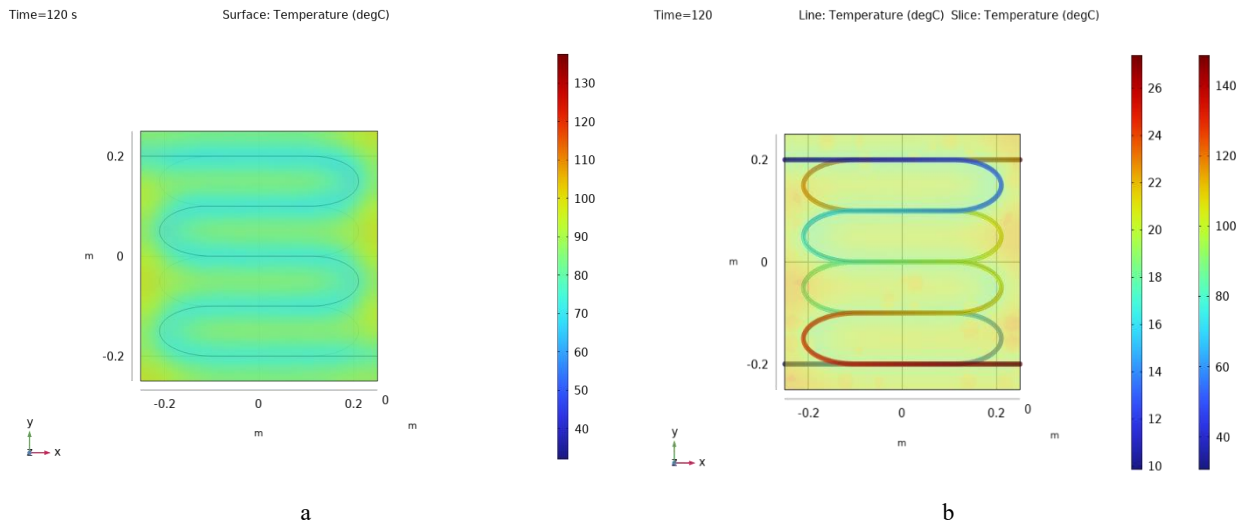 Time=120 s Surface: Temperature (degC)
130
120
110
100
90
80
70
60
50
40
0.2
0
-0.2
m
-0.2 0 0.2 0
m
m
y
z x
a
Time=120 Line: Temperature (degC) Slice: Temperature (degC)
26
24
22
20
18
16
14
12
10
140
120
100
80
60
40
0.2
0
-0.2
m
-0.2 0 0.2 0
m
m
y
z x
b